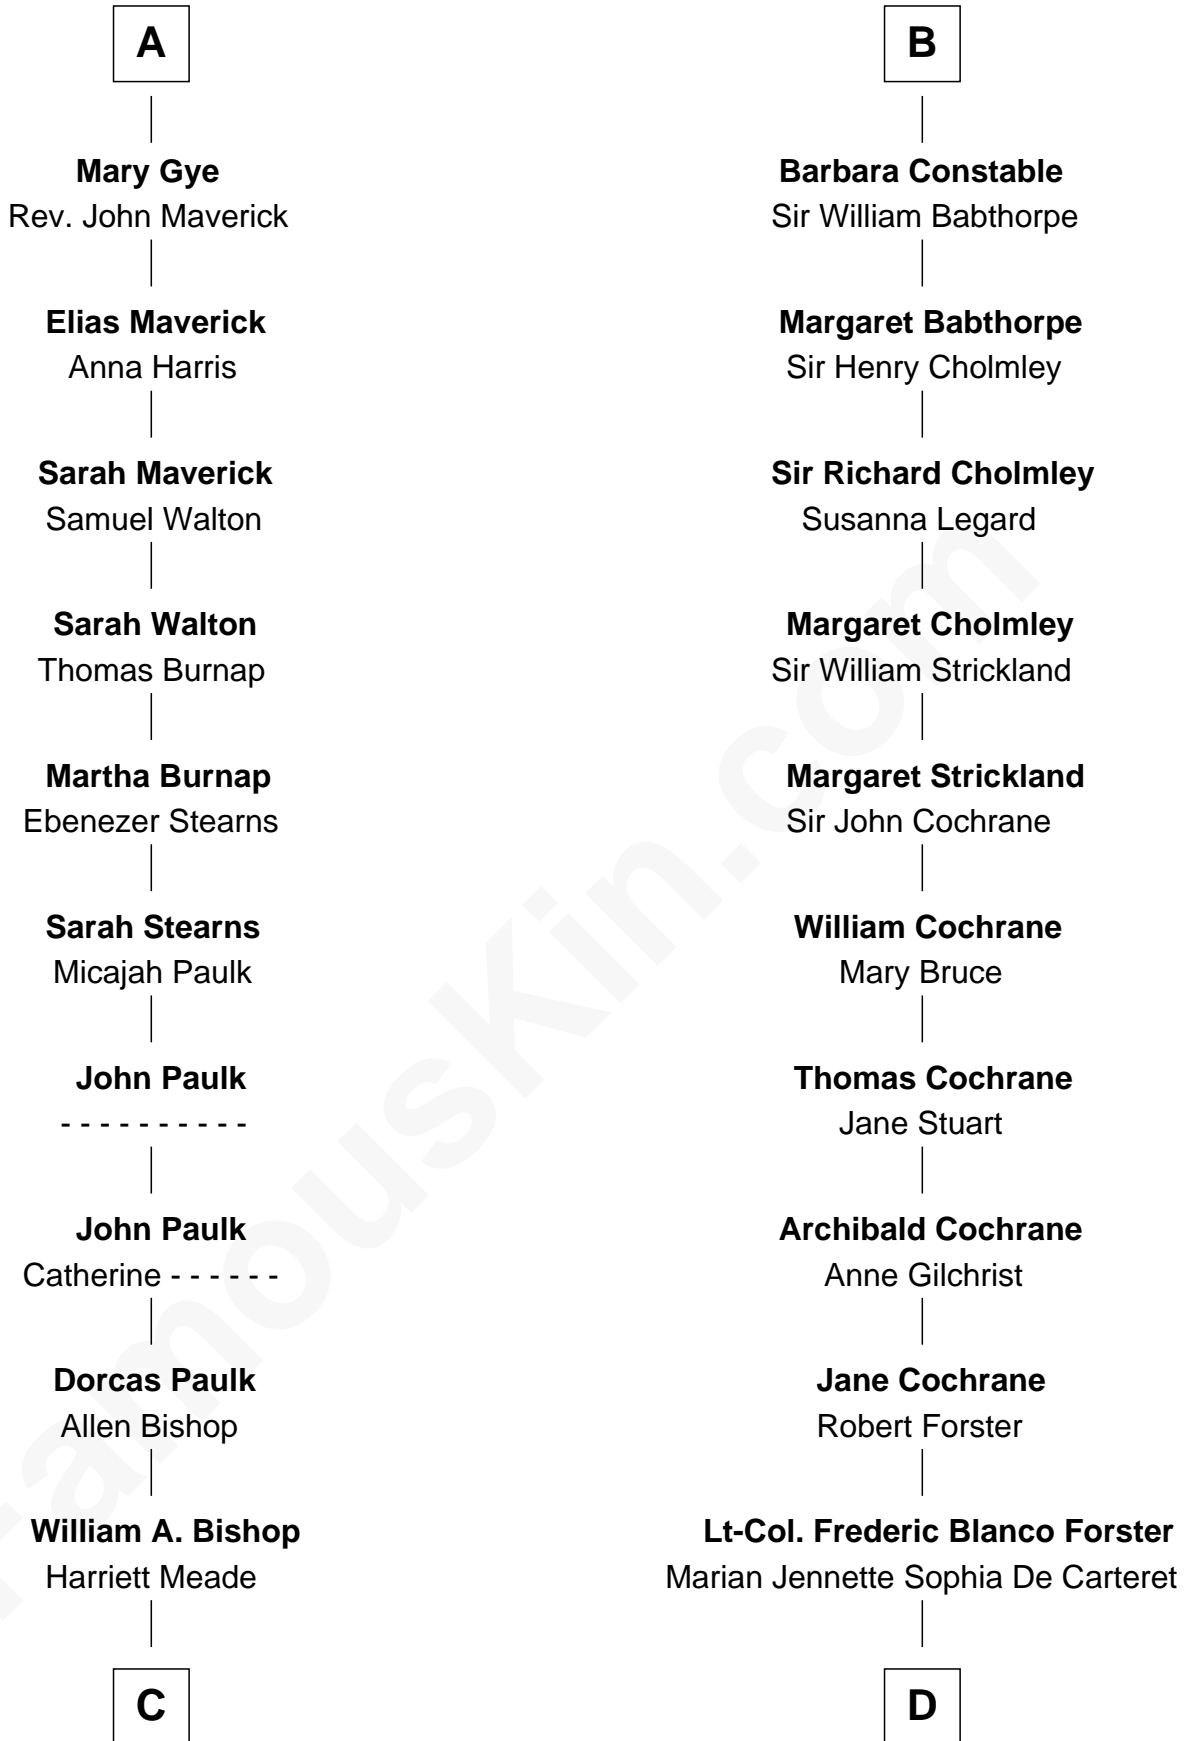 A
Mary Gye
Rev. John Maverick
Elias Maverick
Anna Harris
Sarah Maverick
Samuel Walton
Sarah Walton
Thomas Burnap
Martha Burnap
Ebenezer Stearns
Sarah Stearns
Micajah Paulk
John Paulk
- - - - - - - - - -
John Paulk
Catherine - - - - - -
Dorcas Paulk
Allen Bishop
William A. Bishop
Harriett Meade
C
B
Barbara Constable
Sir William Babthorpe
Margaret Babthorpe
Sir Henry Cholmley
Sir Richard Cholmley
Susanna Legard
Margaret Cholmley
Sir William Strickland
Margaret Strickland
Sir John Cochrane
William Cochrane
Mary Bruce
Thomas Cochrane
Jane Stuart
Archibald Cochrane
Anne Gilchrist
Jane Cochrane
Robert Forster
Lt-Col. Frederic Blanco Forster
Marian Jennette Sophia De Carteret
D
FamousKin.com